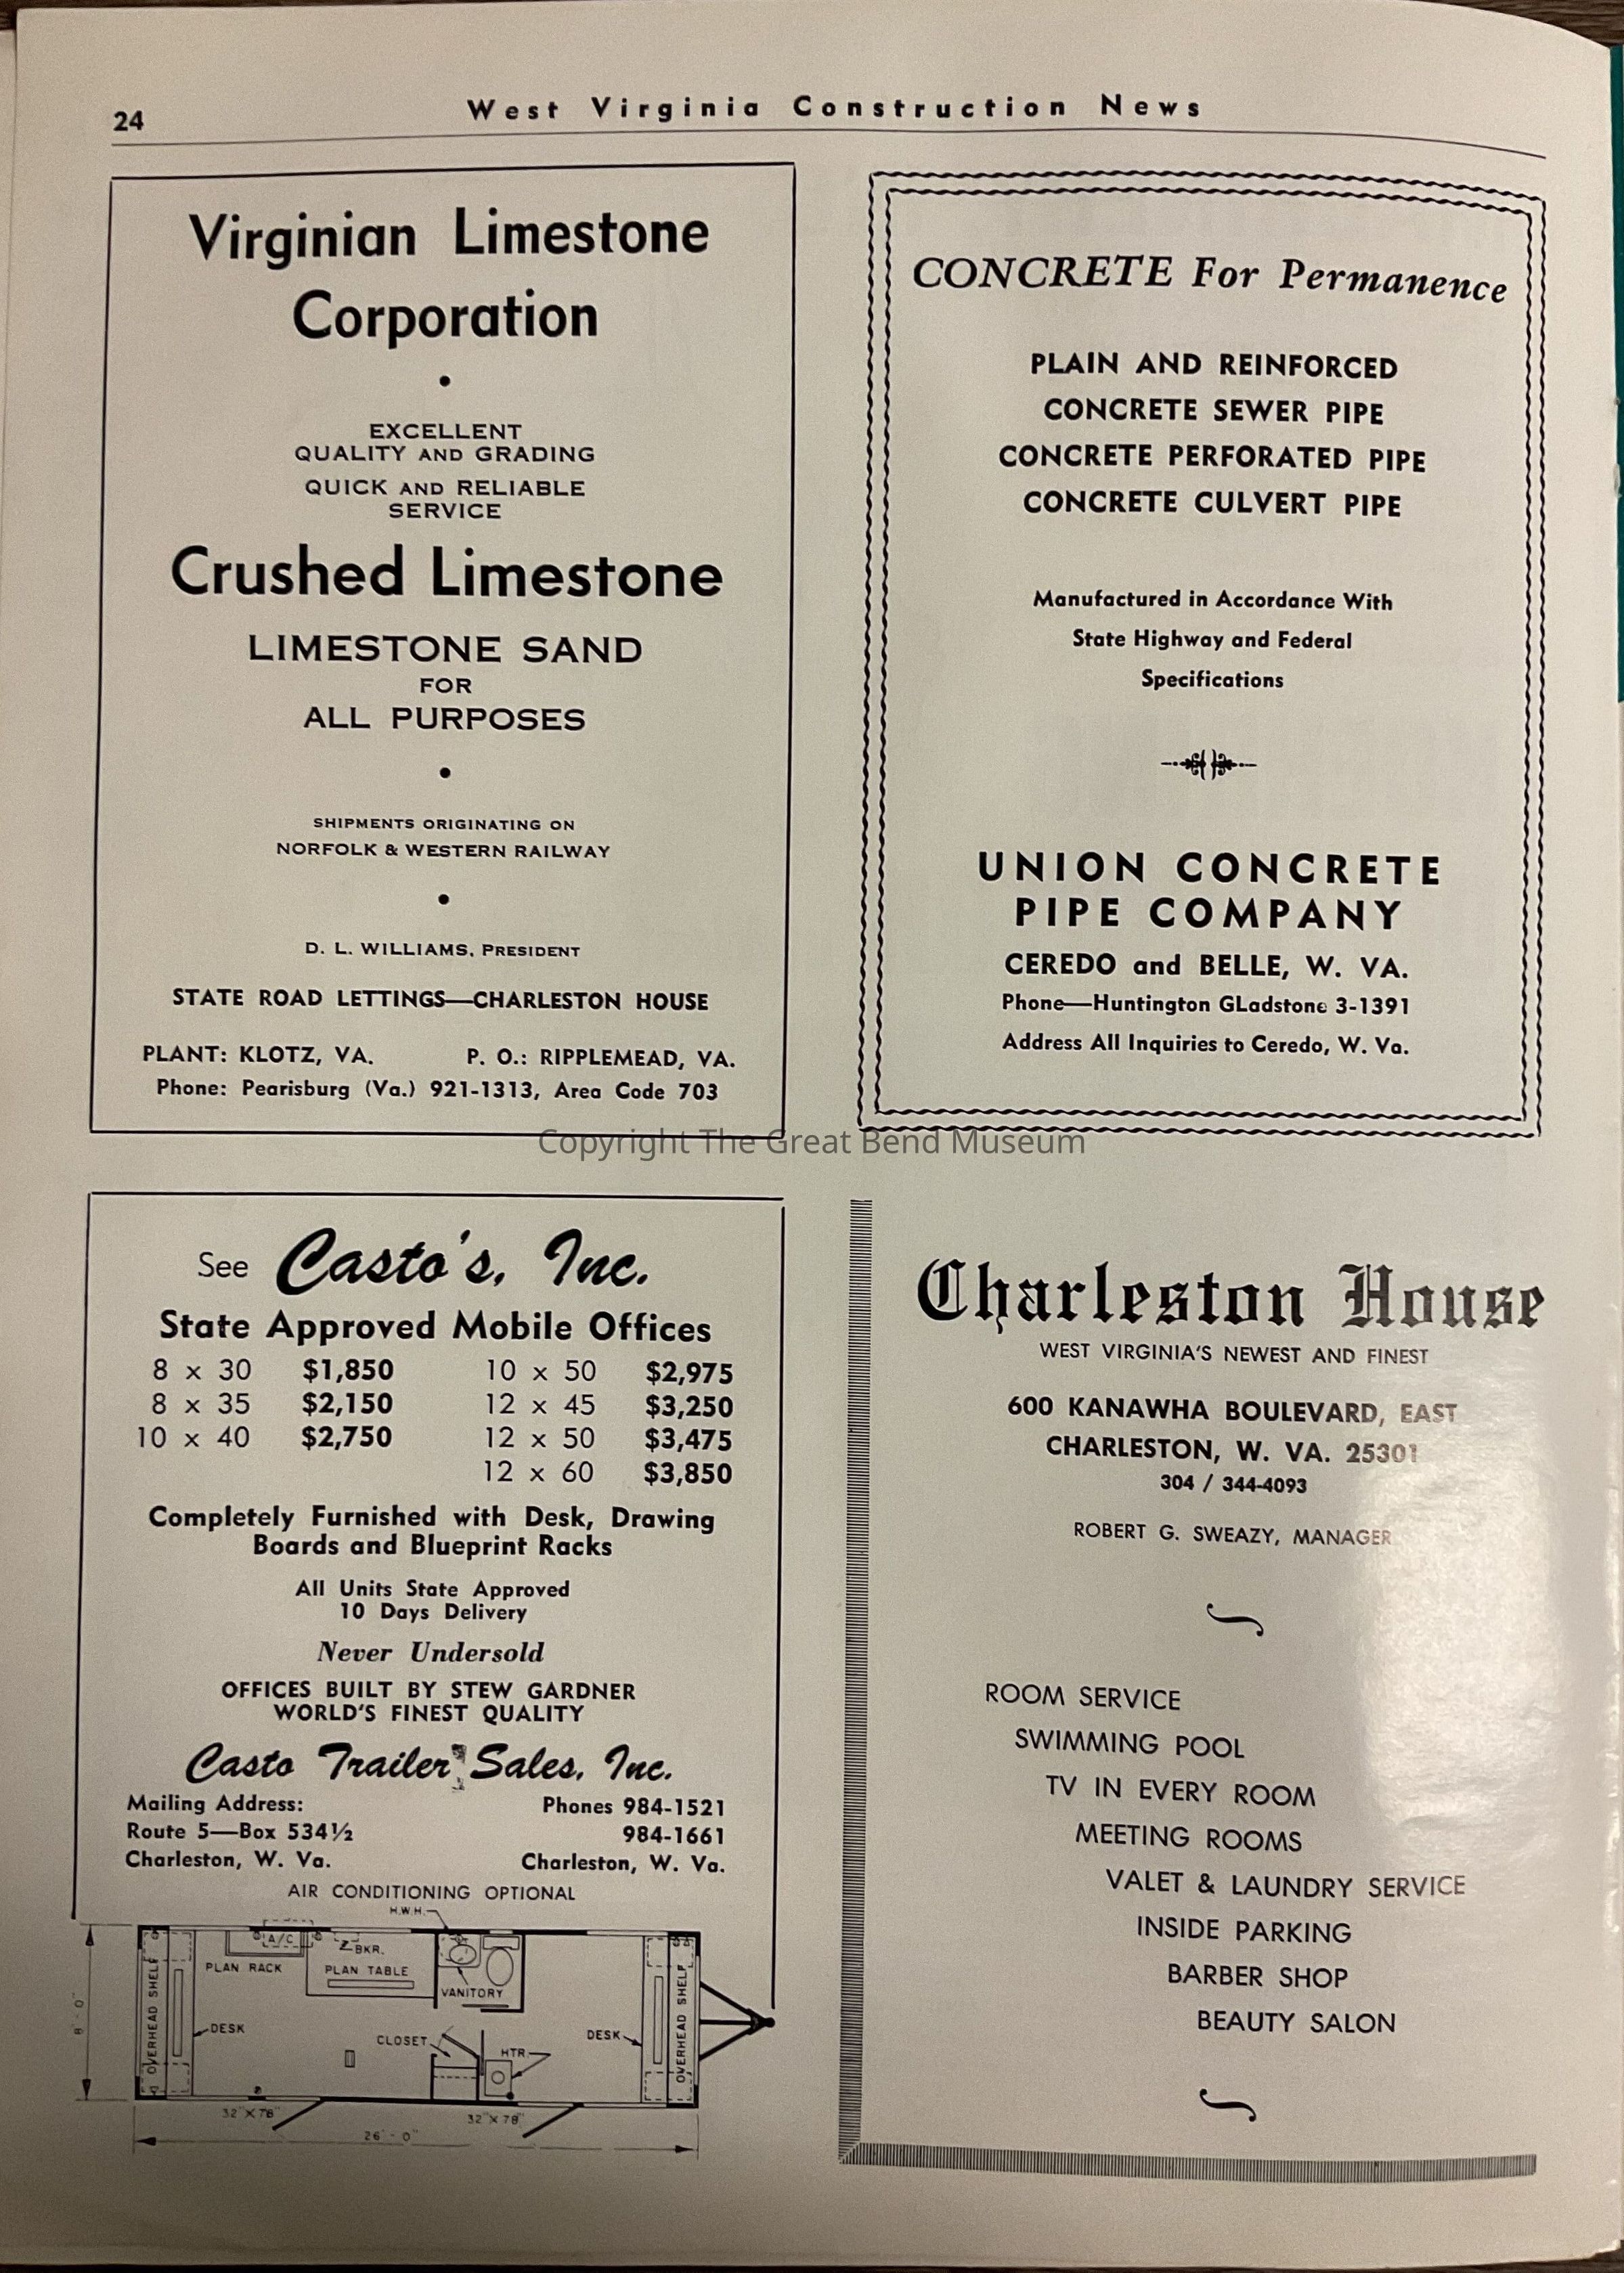 24
West Virginia Construction News
Virginian Limestone
Corporation
EXCELLENT
QUALITY AND GRADING
QUICK AND RELIABLE
SERVICE
Crushed Limestone
LIMESTONE SAND
FOR
ALL PURPOSES
SHIPMENTS ORIGINATING ON
NORFOLK & WESTERN RAILWAY
D. L. WILLIAMS, PRESIDENT
STATE ROAD LETTINGS—CHARLESTON HOUSE
PLANT: KLOTZ, VA. P. O.: RIPPLEMEAD, VA.
Phone: Pearisburg (Va.) 921-1313, Area Code 703
CONCRETE For Permanence
PLAIN AND REINFORCED
CONCRETE SEWER PIPE
CONCRETE PERFORATED PIPE
CONCRETE CULVERT PIPE
Manufactured in Accordance With
State Highway and Federal
Specifications
UNION CONCRETE
PIPE COMPANY
CEREDO and BELLE, W. VA.
Phone—Huntington GLadstone 3-1391
Address All Inquiries to Ceredo, W. Va.
Copyright The Great Bend Museum
See Casto's, Inc.
State Approved Mobile Offices
8 x 30 $1,850 10 x 50 $2,975
8 x 35 $2,150 12 x 45 $3,250
10 x 40 $2,750 12 x 50 $3,475
12 x 60 $3,850
Completely Furnished with Desk, Drawing
Boards and Blueprint Racks
All Units State Approved
10 Days Delivery
Never Undersold
OFFICES BUILT BY STEW GARDNER
WORLD'S FINEST QUALITY
Casto Trailer Sales, Inc.
Mailing Address: Phones 984-1521
Route 5—Box 534½ 984-1661
Charleston, W. Va. Charleston, W. Va.
AIR CONDITIONING OPTIONAL
H.W.H.
A/C
BKR.
PLAN RACK
PLAN TABLE
VANITORY
OVERHEAD SHELF
8'-0"
DESK
CLOSET
HTR.
DESK
OVERHEAD SHELF
32"X78"
32"X78"
26'-0"
Charleston House
WEST VIRGINIA'S NEWEST AND FINEST
600 KANAWHA BOULEVARD, EAST
CHARLESTON, W. VA. 25301
304 / 344-4093
ROBERT G. SWEAZY, MANAGER
ROOM SERVICE
SWIMMING POOL
TV IN EVERY ROOM
MEETING ROOMS
VALET & LAUNDRY SERVICE
INSIDE PARKING
BARBER SHOP
BEAUTY SALON